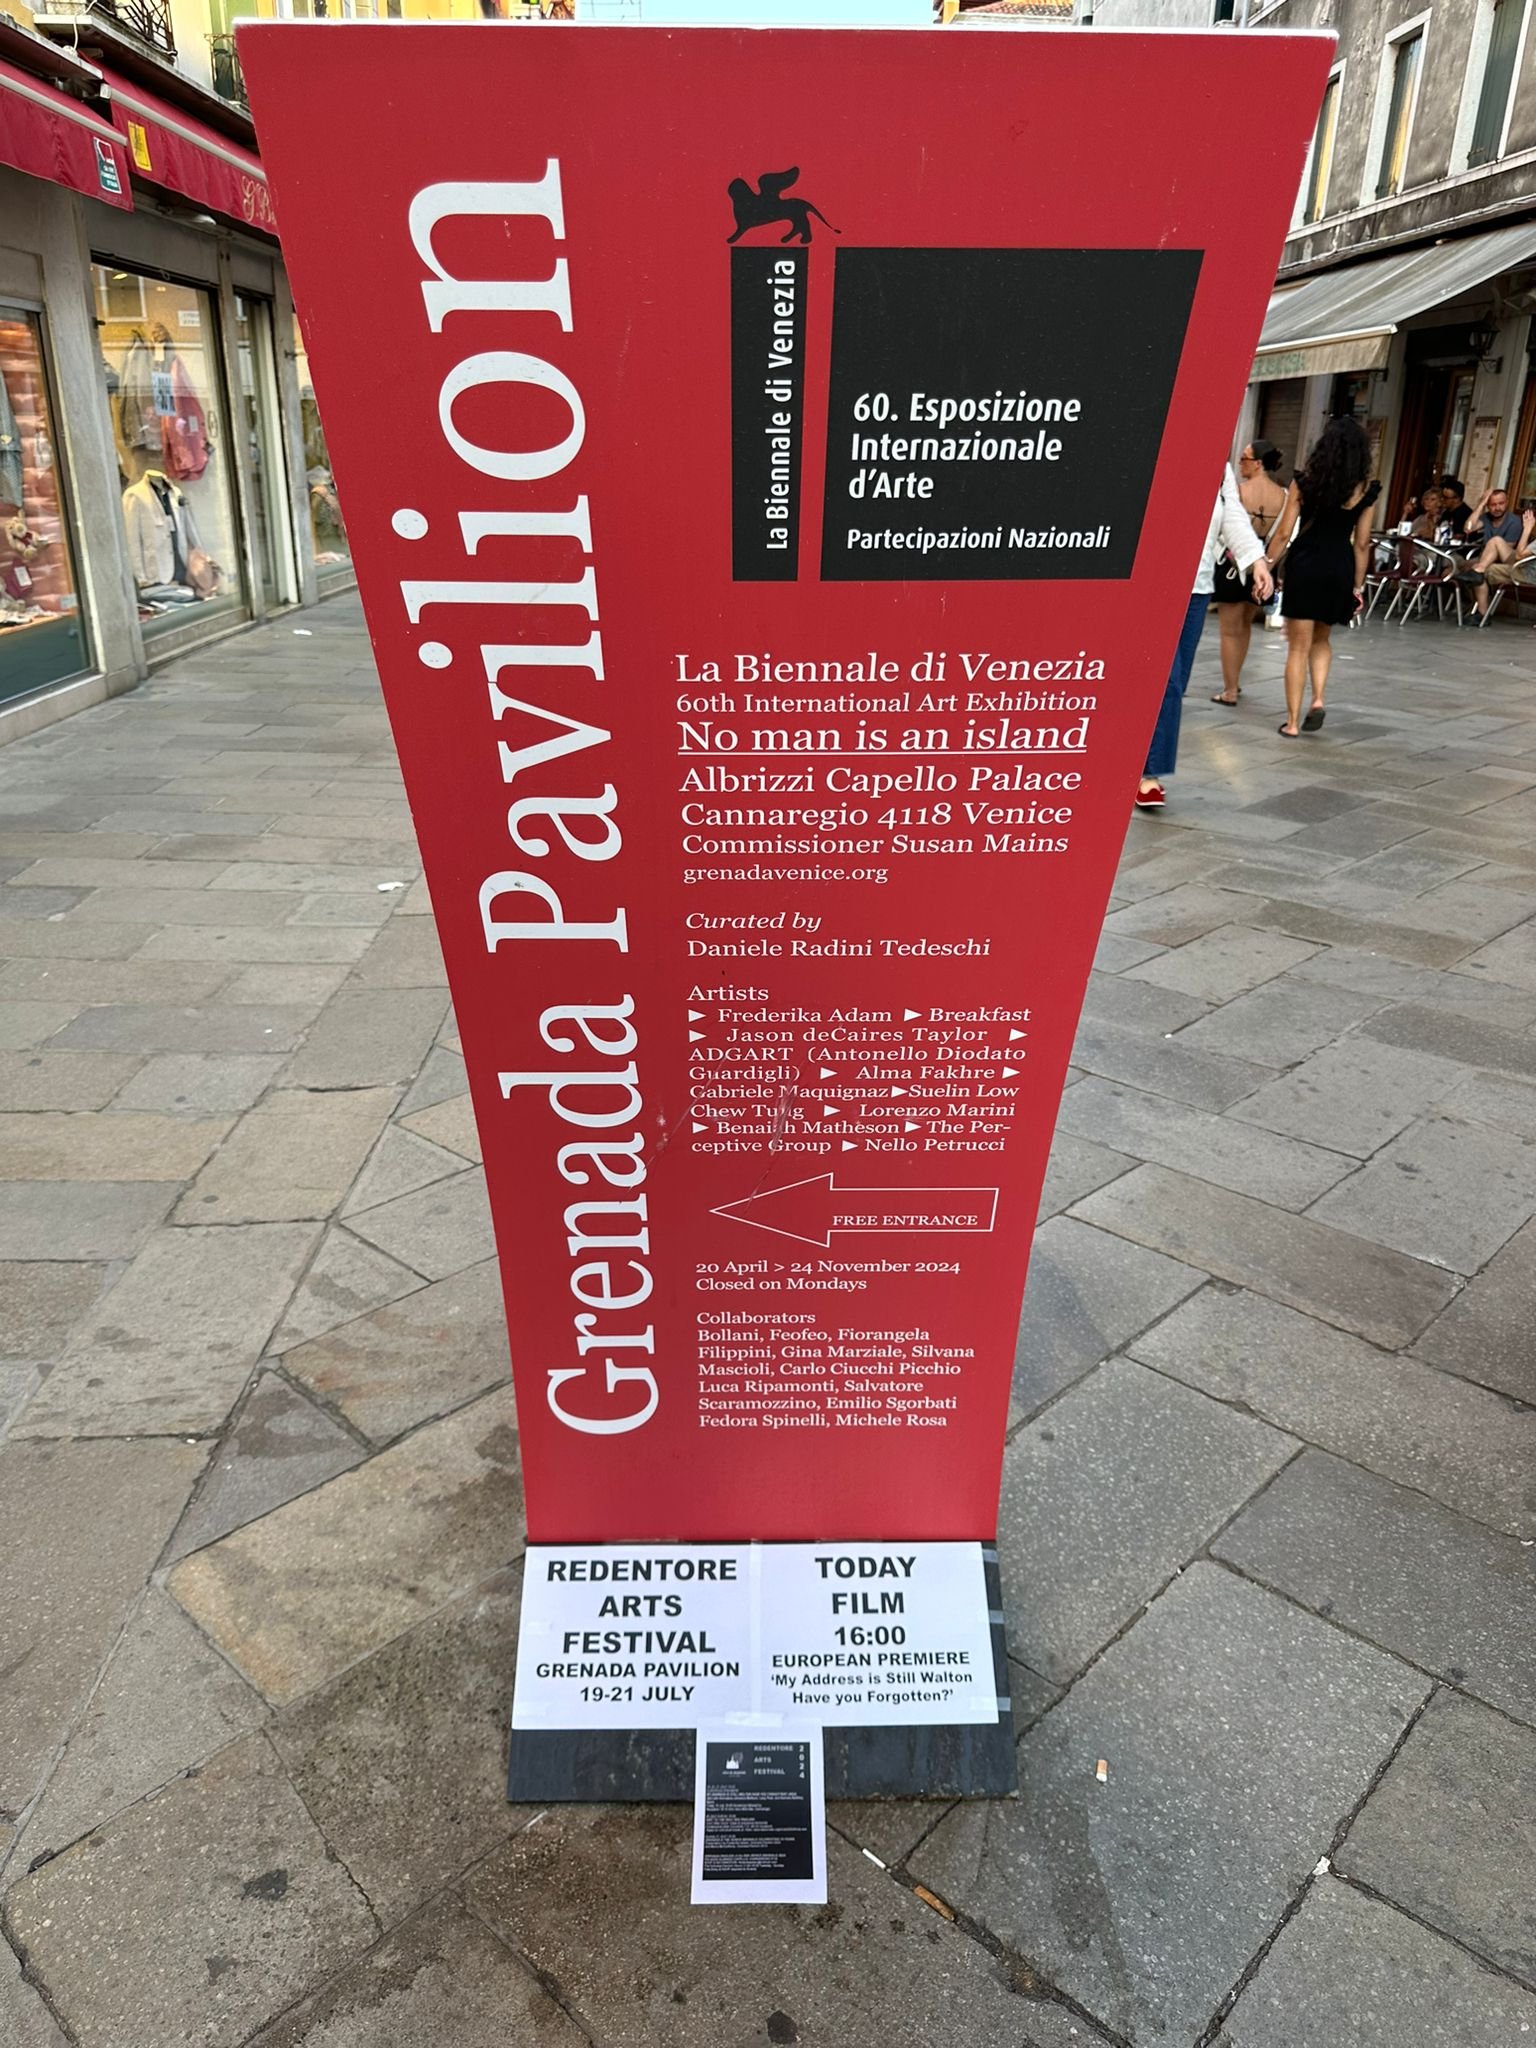 Grenada Pavilion
La Biennale di Venezia
60. Esposizione
Internazionale
d'Arte
Partecipazioni Nazionali
La Biennale di Venezia
60th International Art Exhibition
No man is an island
Albrizzi Capello Palace
Cannaregio 4118 Venice
Commissioner Susan Mains
grenadavenice.org
Curated by
Daniele Radini Tedeschi
Artists
► Frederika Adam ► Breakfast
► Jason deCaires Taylor ►
ADGART (Antonello Diodato
Guardigli) ► Alma Fakhre ►
Gabriele Maquignaz ► Suelin Low
Chew Tung ► Lorenzo Marini
► Benaiah Matheson ► The Per-
ceptive Group ► Nello Petrucci
FREE ENTRANCE
20 April > 24 November 2024
Closed on Mondays
Collaborators
Bollani, Feofeo, Fiorangela
Filippini, Gina Marziale, Silvana
Mascioli, Carlo Ciucchi Picchio
Luca Ripamonti, Salvatore
Scaramozzino, Emilio Sgorbati
Fedora Spinelli, Michele Rosa
REDENTORE
ARTS
FESTIVAL
GRENADA PAVILION
19-21 JULY
TODAY
FILM
16:00
EUROPEAN PREMIERE
'My Address is Still Walton
Have you Forgotten?'
REDENTORE
ARTS
FESTIVAL
2024